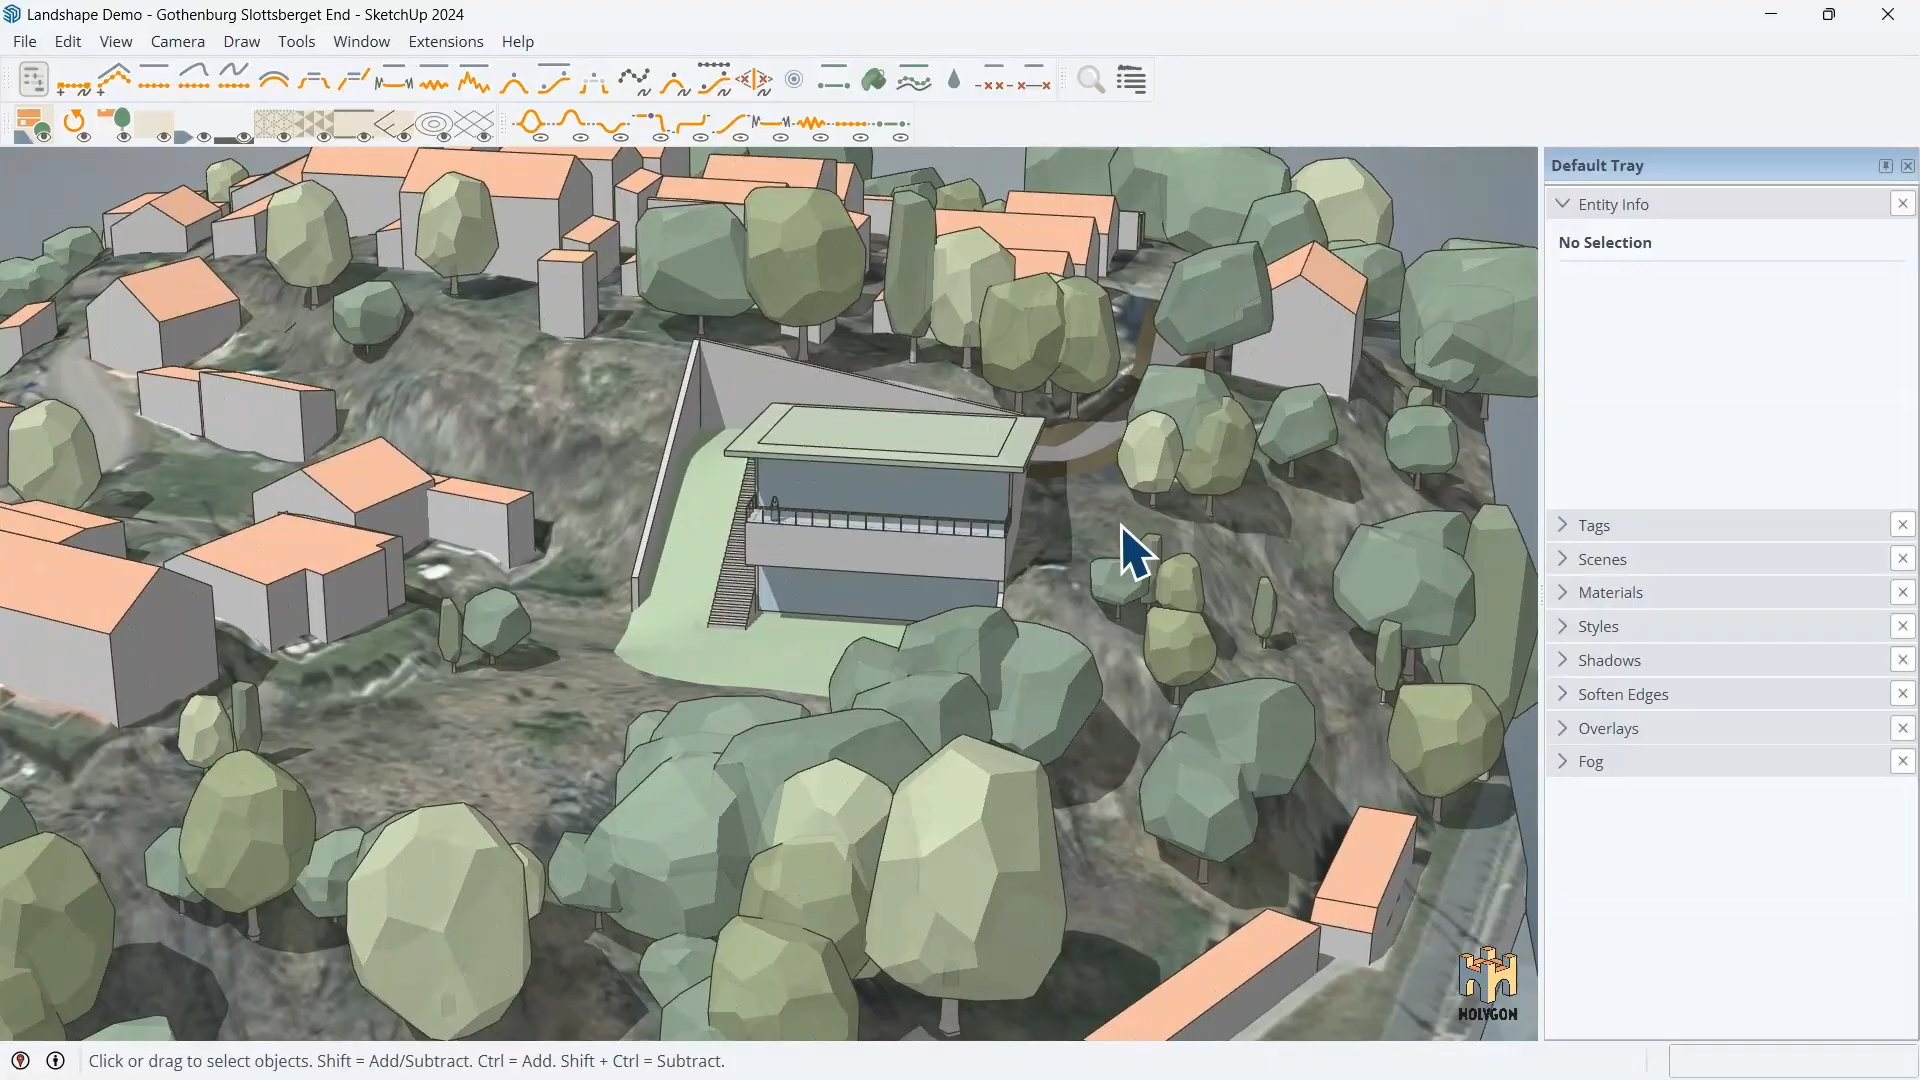 Landshape Demo - Gothenburg Slottsberget End - SketchUp 2024
File Edit View Camera Draw Tools Window Extensions Help
Default Tray
Entity Info
No Selection
Tags
Scenes
Materials
Styles
Shadows
Soften Edges
Overlays
Fog
HOLYGON
Click or drag to select objects. Shift = Add/Subtract. Ctrl = Add. Shift + Ctrl = Subtract.